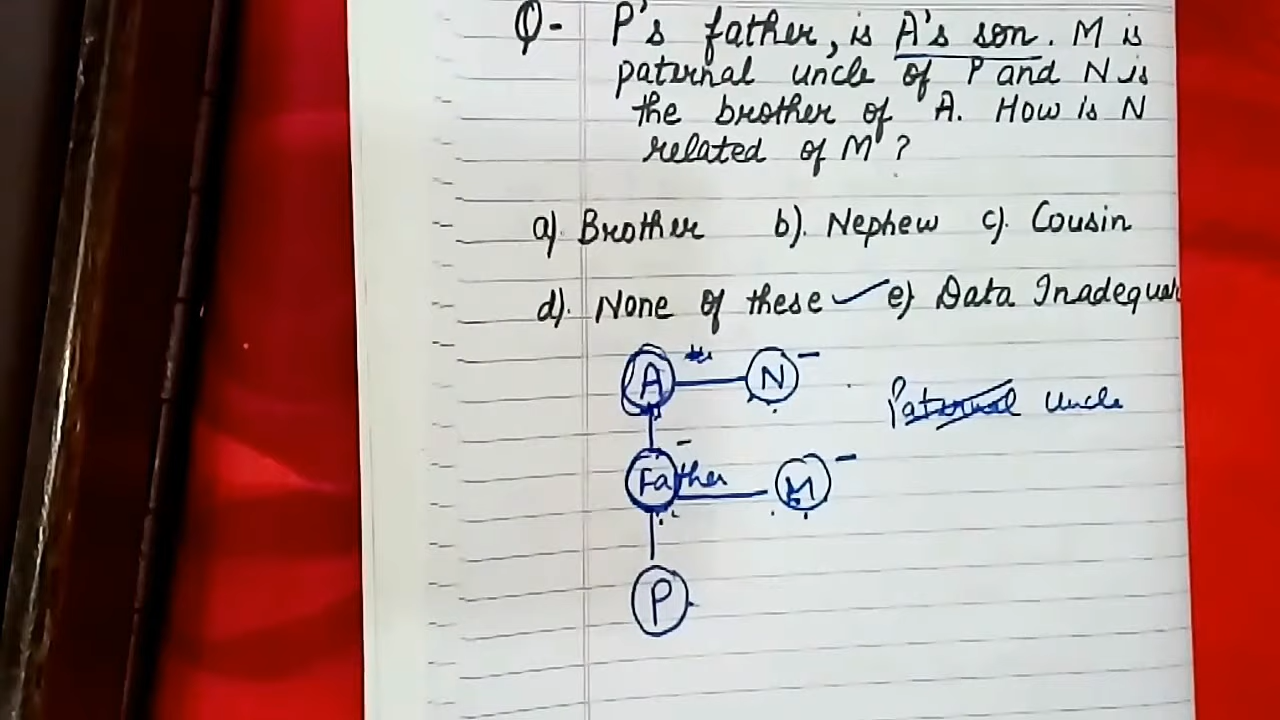 Q- P's father, is A's son. M is
paternal uncle of P and N is
the brother of A. How is N
related of M ?
a). Brother b). Nephew c). Cousin
d). None of these e) Data Inadequa
A N
Father M
Paternal Uncle
P